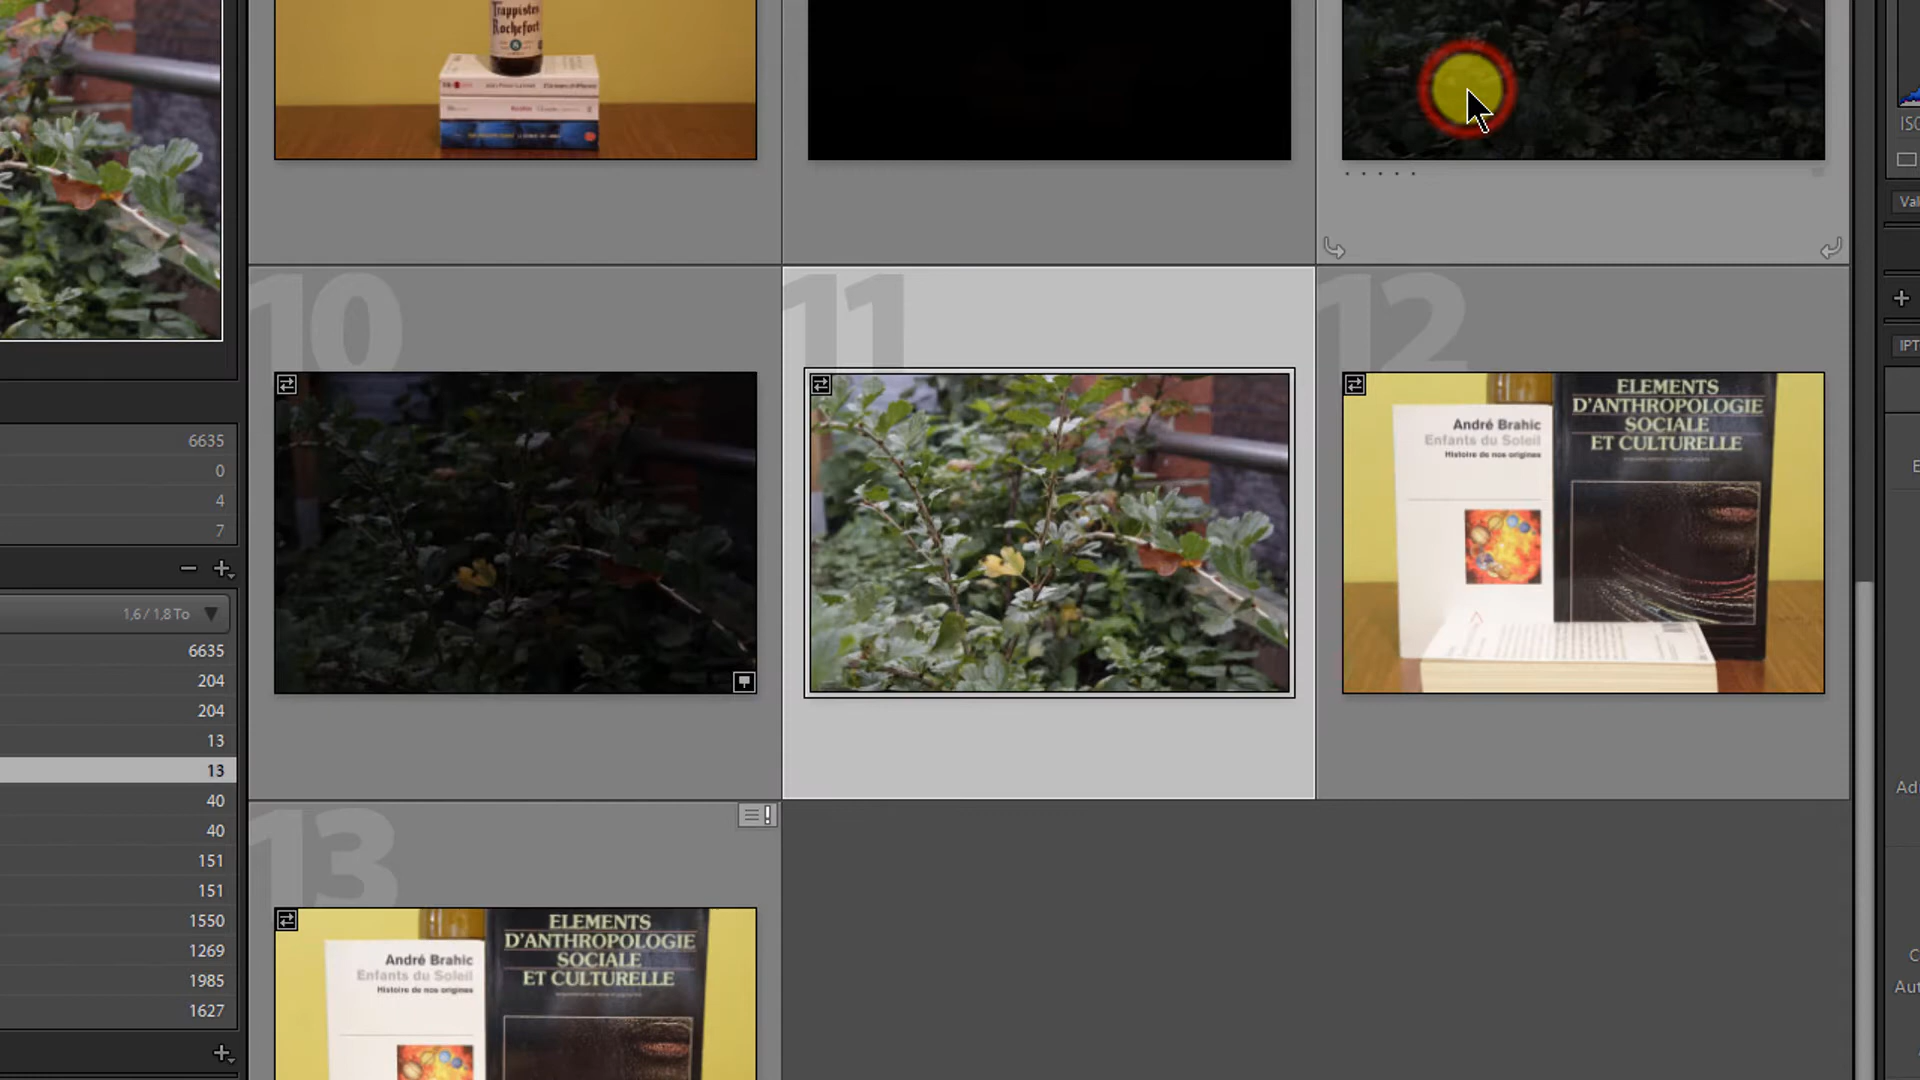 Trappistes
Rochefort
ISO
Val
10
11
12
ELEMENTS
D'ANTHROPOLOGIE
SOCIALE
ET CULTURELLE
André Brahic
Enfants du Soleil
Histoire de nos origines
IPT
6635
0
4
7
1,6 / 1,8 To
6635
204
204
13
13
40
40
151
151
1550
1269
1985
1627
13
ELEMENTS
D'ANTHROPOLOGIE
SOCIALE
ET CULTURELLE
André Brahic
Enfants du Soleil
Histoire de nos origines